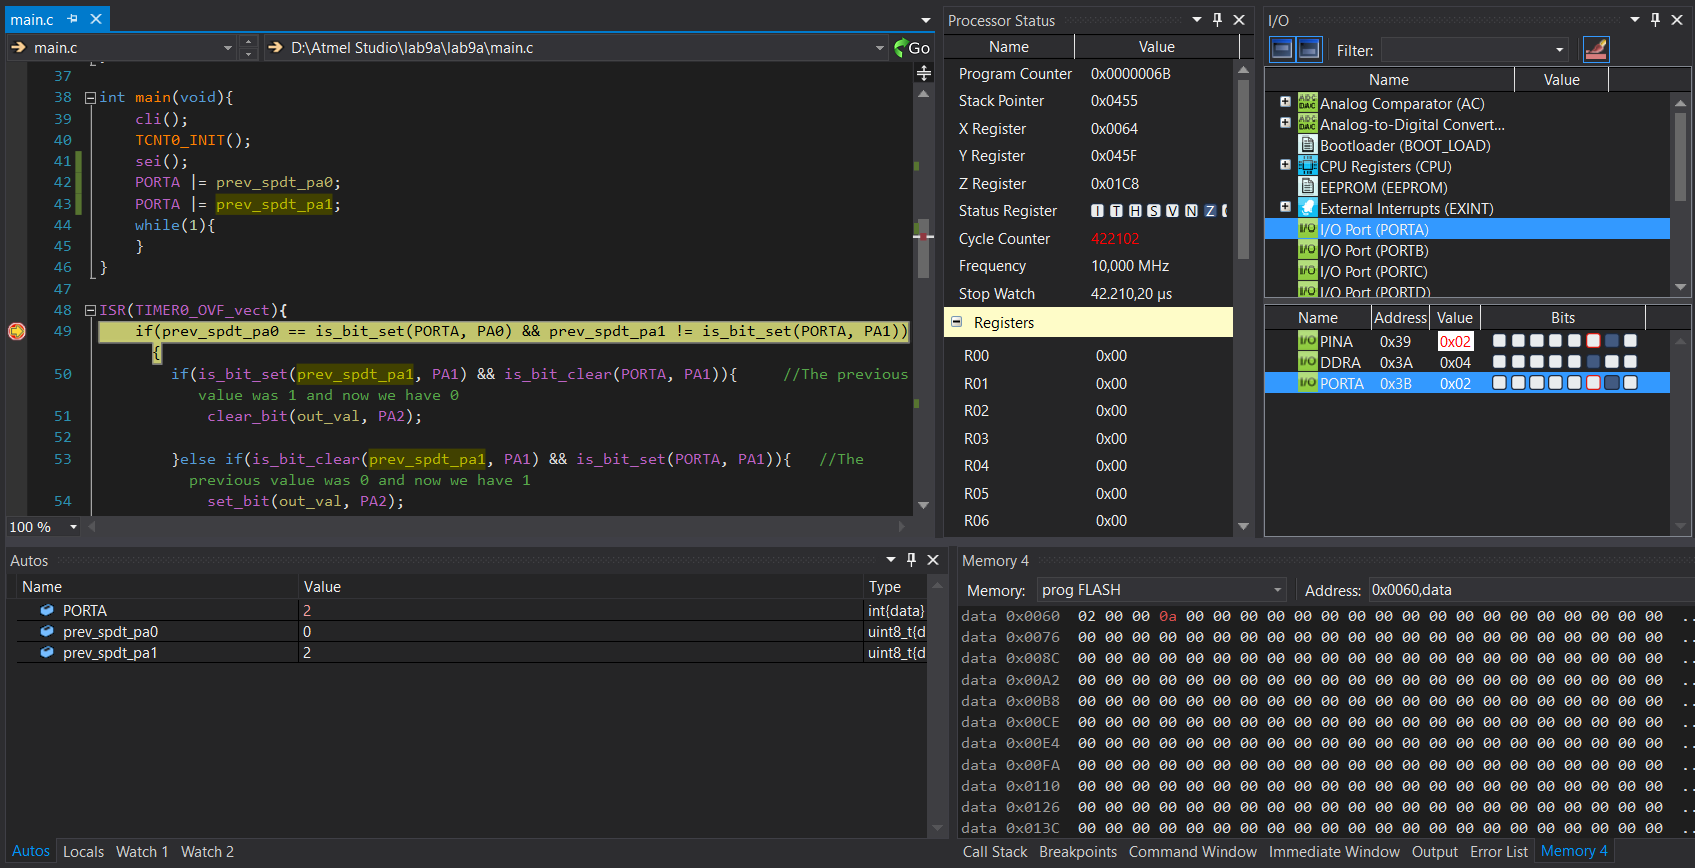 main.c
main.c
D:\Atmel Studio\lab9a\lab9a\main.c
Go
37
38 int main(void){
39 cli();
40 TCNT0_INIT();
41 sei();
42 PORTA |= prev_spdt_pa0;
43 PORTA |= prev_spdt_pa1;
44 while(1){
45 }
46 }
47
48 ISR(TIMER0_OVF_vect){
49 if(prev_spdt_pa0 == is_bit_set(PORTA, PA0) && prev_spdt_pa1 != is_bit_set(PORTA, PA1))
{
50 if(is_bit_set(prev_spdt_pa1, PA1) && is_bit_clear(PORTA, PA1)){ //The previous
value was 1 and now we have 0
51 clear_bit(out_val, PA2);
52
53 }else if(is_bit_clear(prev_spdt_pa1, PA1) && is_bit_set(PORTA, PA1)){ //The
previous value was 0 and now we have 1
54 set_bit(out_val, PA2);
100 %
Processor Status
Name Value
Program Counter 0x0000006B
Stack Pointer 0x0455
X Register 0x0064
Y Register 0x045F
Z Register 0x01C8
Status Register I T H S V N Z
Cycle Counter 422102
Frequency 10,000 MHz
Stop Watch 42.210,20 µs
Registers
R00 0x00
R01 0x00
R02 0x00
R03 0x00
R04 0x00
R05 0x00
R06 0x00
I/O
Filter:
Name Value
Analog Comparator (AC)
Analog-to-Digital Convert...
Bootloader (BOOT_LOAD)
CPU Registers (CPU)
EEPROM (EEPROM)
External Interrupts (EXINT)
I/O Port (PORTA)
I/O Port (PORTB)
I/O Port (PORTC)
I/O Port (PORTD)
Name Address Value Bits
PINA 0x39 0x02
DDRA 0x3A 0x04
PORTA 0x3B 0x02
Autos
Name Value Type
PORTA 2 int{data}
prev_spdt_pa0 0 uint8_t{d
prev_spdt_pa1 2 uint8_t{d
Autos Locals Watch 1 Watch 2
Memory 4
Memory: prog FLASH Address: 0x0060,data
data 0x0060 02 00 00 0a 00 00 00 00 00 00 00 00 00 00 00 00 00 00 00 00 00 00 ..
data 0x0076 00 00 00 00 00 00 00 00 00 00 00 00 00 00 00 00 00 00 00 00 00 00 ..
data 0x008C 00 00 00 00 00 00 00 00 00 00 00 00 00 00 00 00 00 00 00 00 00 00 ..
data 0x00A2 00 00 00 00 00 00 00 00 00 00 00 00 00 00 00 00 00 00 00 00 00 00 ..
data 0x00B8 00 00 00 00 00 00 00 00 00 00 00 00 00 00 00 00 00 00 00 00 00 00 ..
data 0x00CE 00 00 00 00 00 00 00 00 00 00 00 00 00 00 00 00 00 00 00 00 00 00 ..
data 0x00E4 00 00 00 00 00 00 00 00 00 00 00 00 00 00 00 00 00 00 00 00 00 00 ..
data 0x00FA 00 00 00 00 00 00 00 00 00 00 00 00 00 00 00 00 00 00 00 00 00 00 ..
data 0x0110 00 00 00 00 00 00 00 00 00 00 00 00 00 00 00 00 00 00 00 00 00 00 ..
data 0x0126 00 00 00 00 00 00 00 00 00 00 00 00 00 00 00 00 00 00 00 00 00 00 ..
data 0x013C 00 00 00 00 00 00 00 00 00 00 00 00 00 00 00 00 00 00 00 00 00 00 ..
Call Stack Breakpoints Command Window Immediate Window Output Error List Memory 4